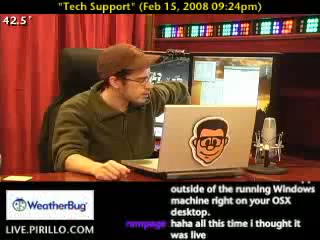 "Tech Support" (Feb 15, 2008 09:24pm)
42.5°
WeatherBug®
LIVE.PIRILLO.COM
outside of the running Windows
machine right on your OSX
desktop.
rampage haha all this time i thought it
was live